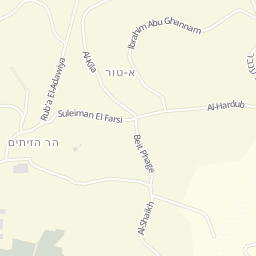 Ibrahim Abu Ghannam
Al-Kila
א-טור
Rub'a El-Adawiya
Al-Hardub
Suleiman El Farsi
הר הזיתים
Beit Phage
Al-Shaikh